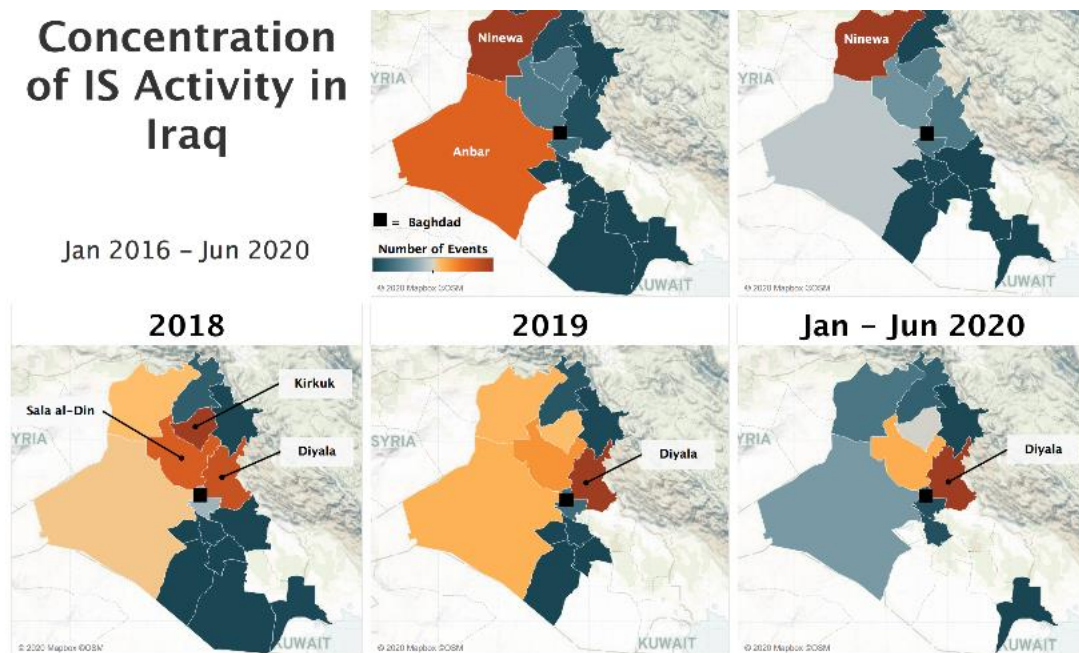 Concentration
of IS Activity in
Iraq
Jan 2016 – Jun 2020
Ninewa
SYRIA
Anbar
= Baghdad
Number of Events
© 2020 Mapbox ©OSM
KUWAIT
Ninewa
SYRIA
© 2020 Mapbox ©OSM
KUWAIT
2018
Kirkuk
Sala al-Din
SYRIA
Diyala
© 2020 Mapbox ©OSM
KUWAIT
2019
SYRIA
Diyala
© 2020 Mapbox ©OSM
KUWAIT
Jan – Jun 2020
SYRIA
Diyala
© 2020 Mapbox ©OSM
KUWAIT